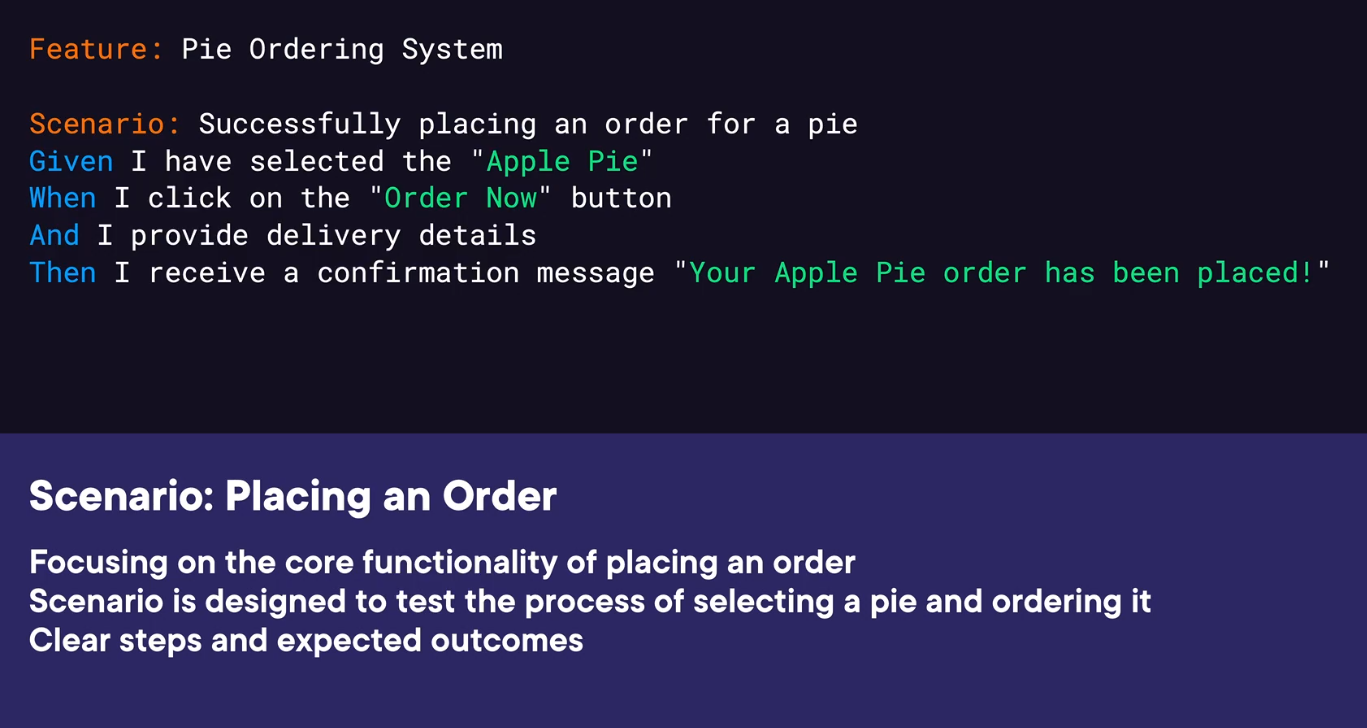 Feature: Pie Ordering System
Scenario: Successfully placing an order for a pie
Given I have selected the "Apple Pie"
When I click on the "Order Now" button
And I provide delivery details
Then I receive a confirmation message "Your Apple Pie order has been placed!"
Scenario: Placing an Order
Focusing on the core functionality of placing an order
Scenario is designed to test the process of selecting a pie and ordering it
Clear steps and expected outcomes